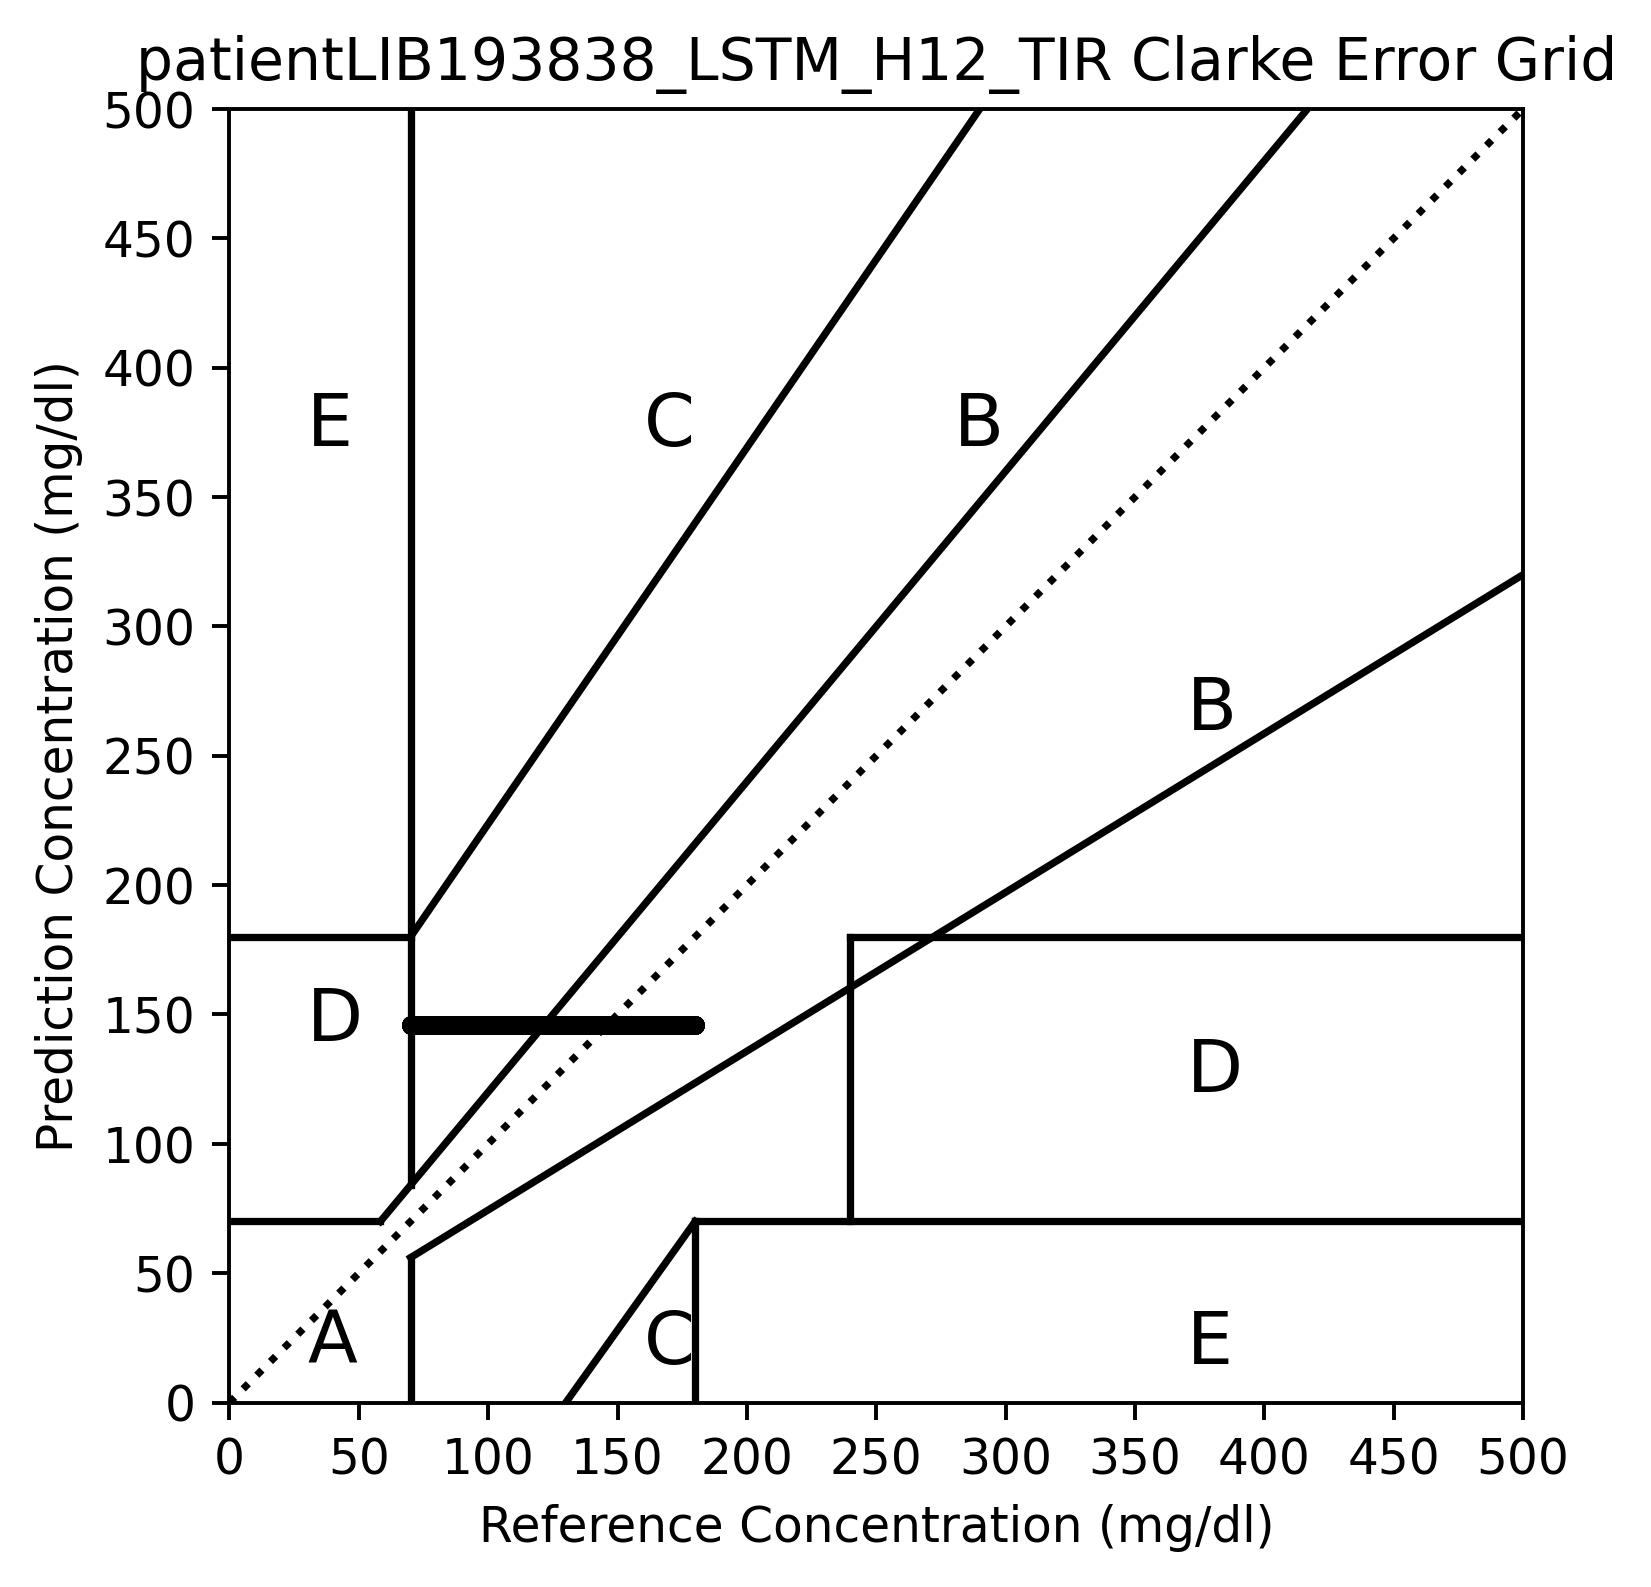 patientLIB193838_LSTM_H12_TIR Clarke Error Grid
500
450
400
350
300
250
200
150
100
50
0
Prediction Concentration (mg/dl)
E
C
B
B
D
D
A
C
E
0 50 100 150 200 250 300 350 400 450 500
Reference Concentration (mg/dl)